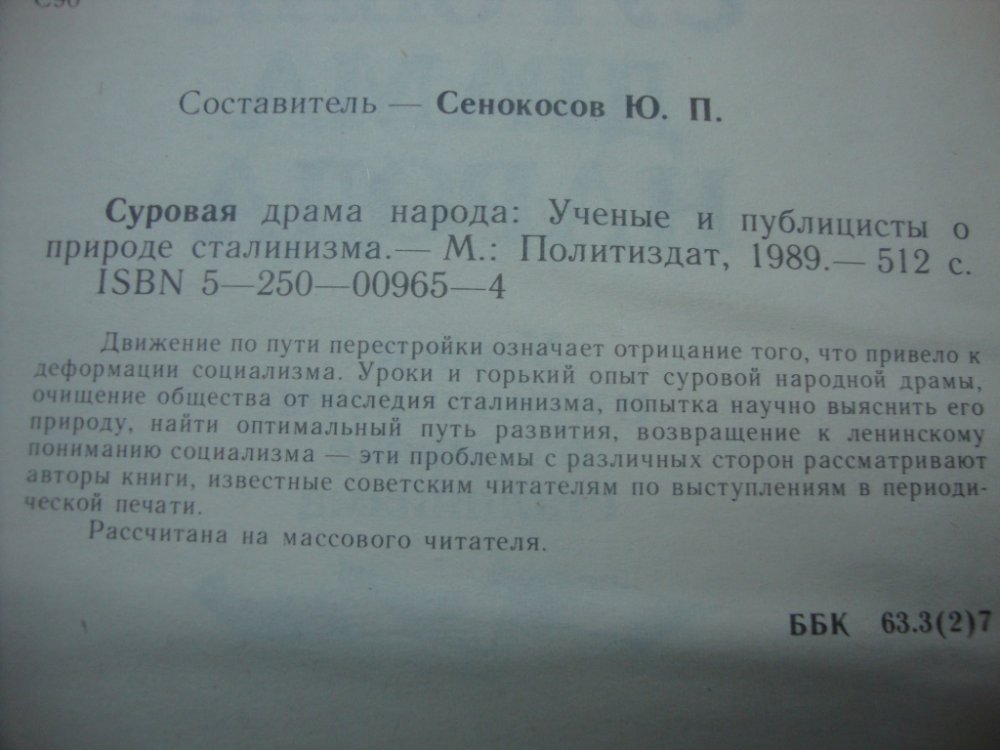 С90
Составитель — Сенокосов Ю. П.
Суровая драма народа: Ученые и публицисты о
природе сталинизма.— М.: Политиздат, 1989.— 512 с.
ISBN 5—250—00965—4
Движение по пути перестройки означает отрицание того, что привело к
деформации социализма. Уроки и горький опыт суровой народной драмы,
очищение общества от наследия сталинизма, попытка научно выяснить его
природу, найти оптимальный путь развития, возвращение к ленинскому
пониманию социализма — эти проблемы с различных сторон рассматривают
авторы книги, известные советским читателям по выступлениям в периоди-
ческой печати.
Рассчитана на массового читателя.
ББК 63.3(2)7